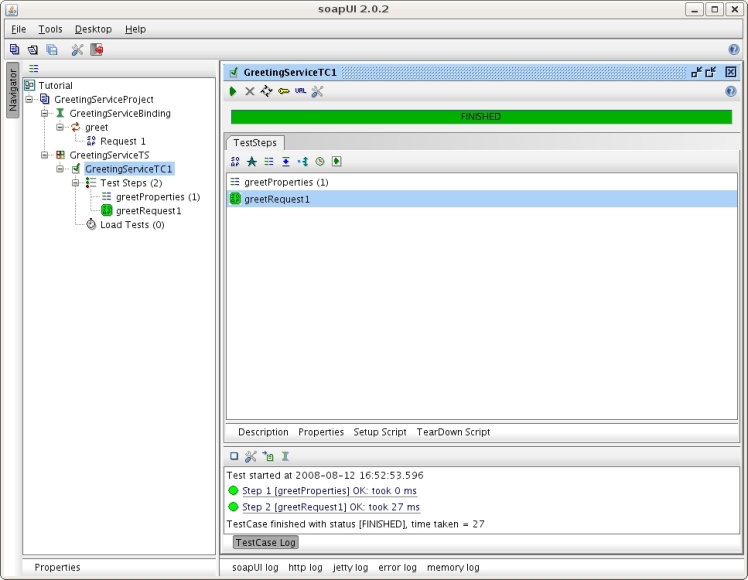 soapUI 2.0.2
File Tools Desktop Help
Navigator
Tutorial
GreetingServiceProject
GreetingServiceBinding
greet
Request 1
GreetingServiceTS
GreetingServiceTC1
Test Steps (2)
greetProperties (1)
greetRequest1
Load Tests (0)
Properties
GreetingServiceTC1
URL
FINISHED
TestSteps
greetProperties (1)
greetRequest1
Description Properties Setup Script TearDown Script
Test started at 2008-08-12 16:52:53.596
Step 1 [greetProperties] OK: took 0 ms
Step 2 [greetRequest1] OK: took 27 ms
TestCase finished with status [FINISHED], time taken = 27
TestCase Log
soapUI log http log jetty log error log memory log